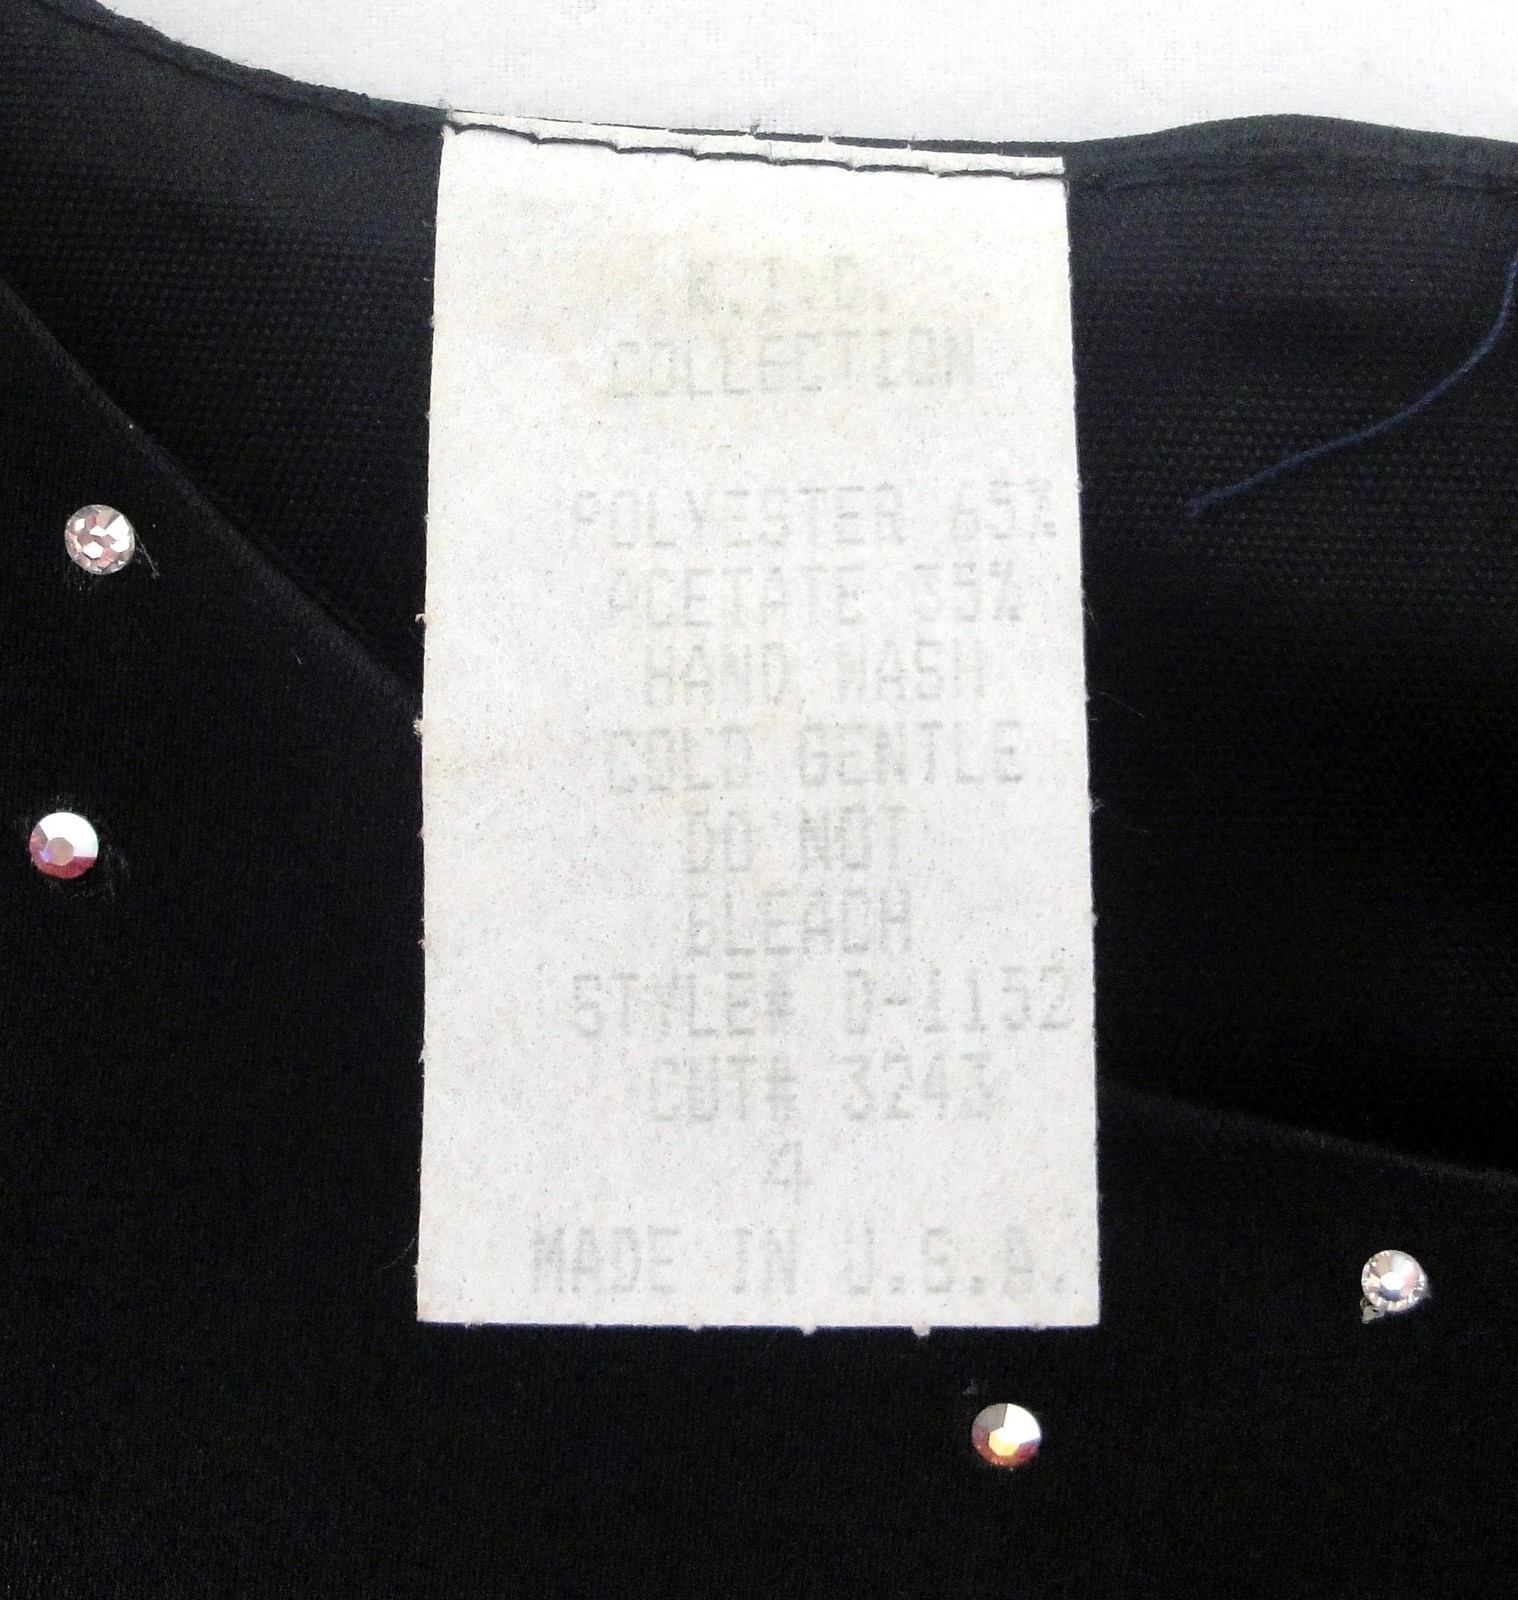 COLLECTION
POLYESTER 65%
ACETATE 35%
HAND WASH
COLD GENTLE
DO NOT
BLEACH
STYLE# D-1152
CUT# 3243
4
MADE IN U.S.A.